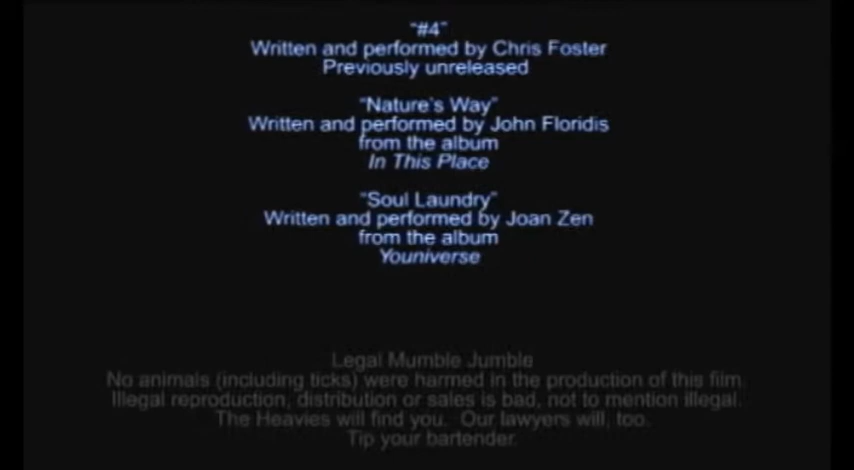 "#4"
Written and performed by Chris Foster
Previously unreleased
"Nature's Way"
Written and performed by John Floridis
from the album
In This Place
"Soul Laundry"
Written and performed by Joan Zen
from the album
Youniverse
Legal Mumble Jumble
No animals (including ticks) were harmed in the production of this film.
Illegal reproduction, distribution or sales is bad, not to mention illegal.
The Heavies will find you. Our lawyers will, too.
Tip your bartender.